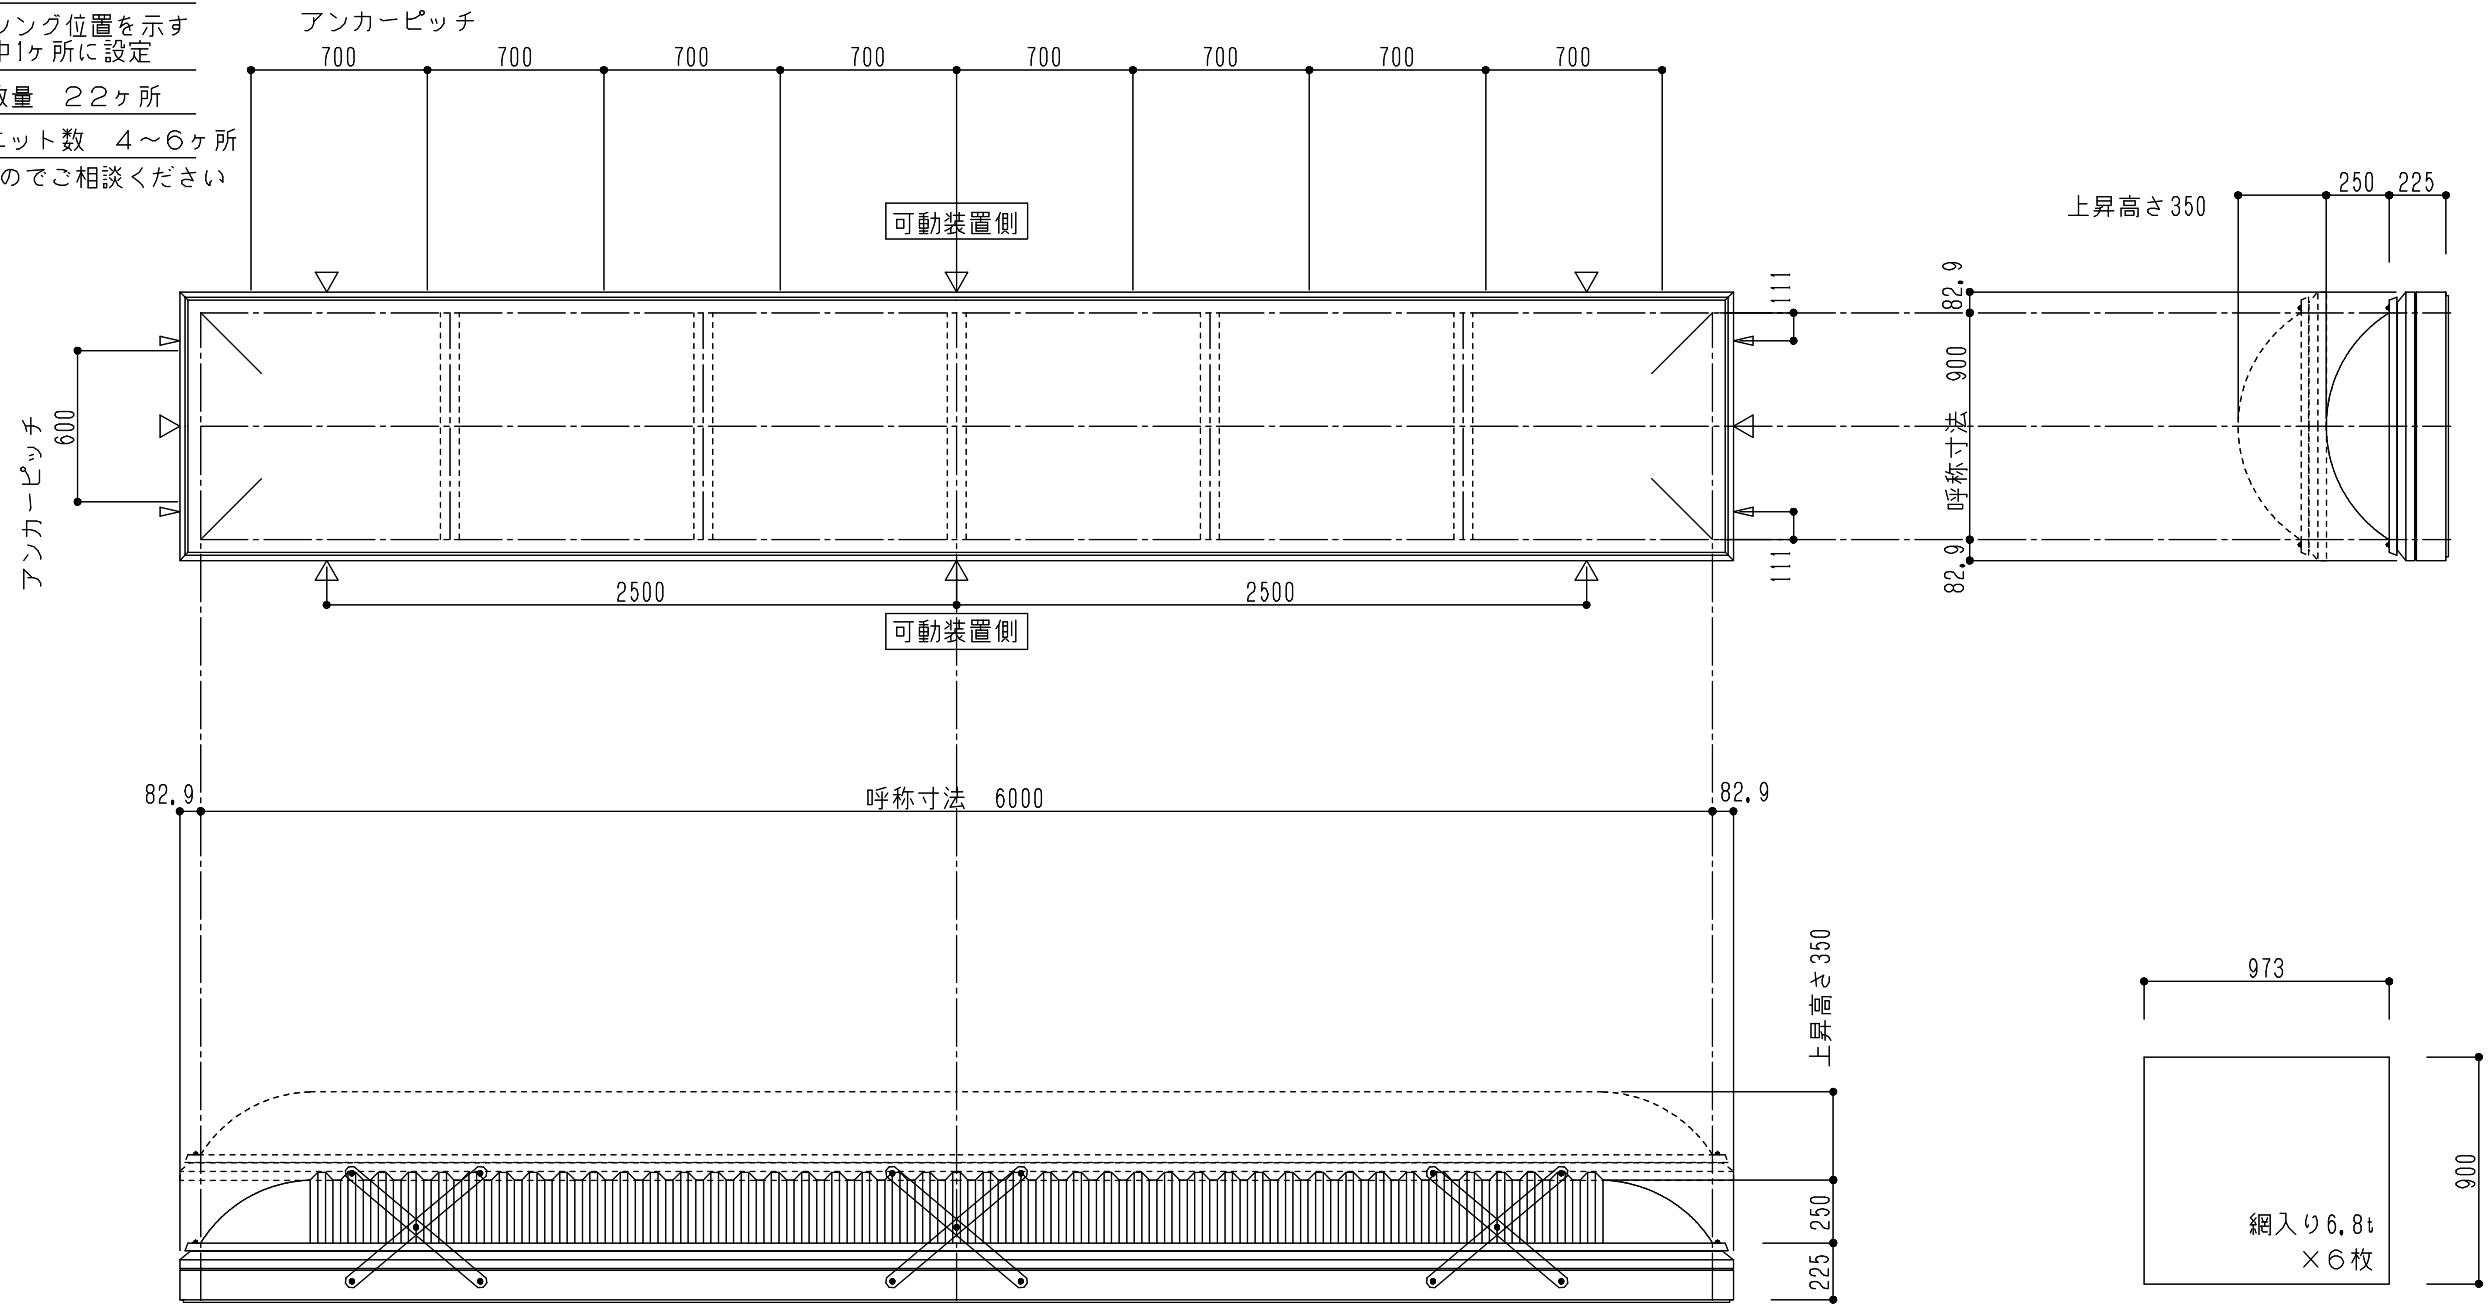 リング位置を示す
中1ヶ所に設定
数量　22ヶ所
ニット数　4～6ヶ所
のでご相談ください
アンカーピッチ
700 700 700 700 700 700 700 700
可動装置側
上昇高さ350
250 225
アンカーピッチ
600
111
111
82.9
呼称寸法 900
82.9
2500 2500
可動装置側
82.9
呼称寸法 6000
82.9
上昇高さ350
250
225
973
900
網入り6.8t
×6枚